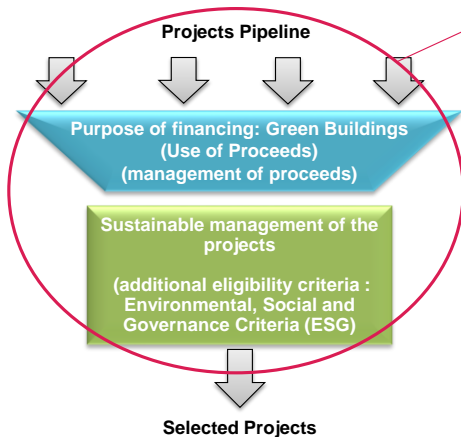 Projects Pipeline
Purpose of financing: Green Buildings
(Use of Proceeds)
(management of proceeds)
Sustainable management of the
projects
(additional eligibility criteria :
Environmental, Social and
Governance Criteria (ESG)
Selected Projects